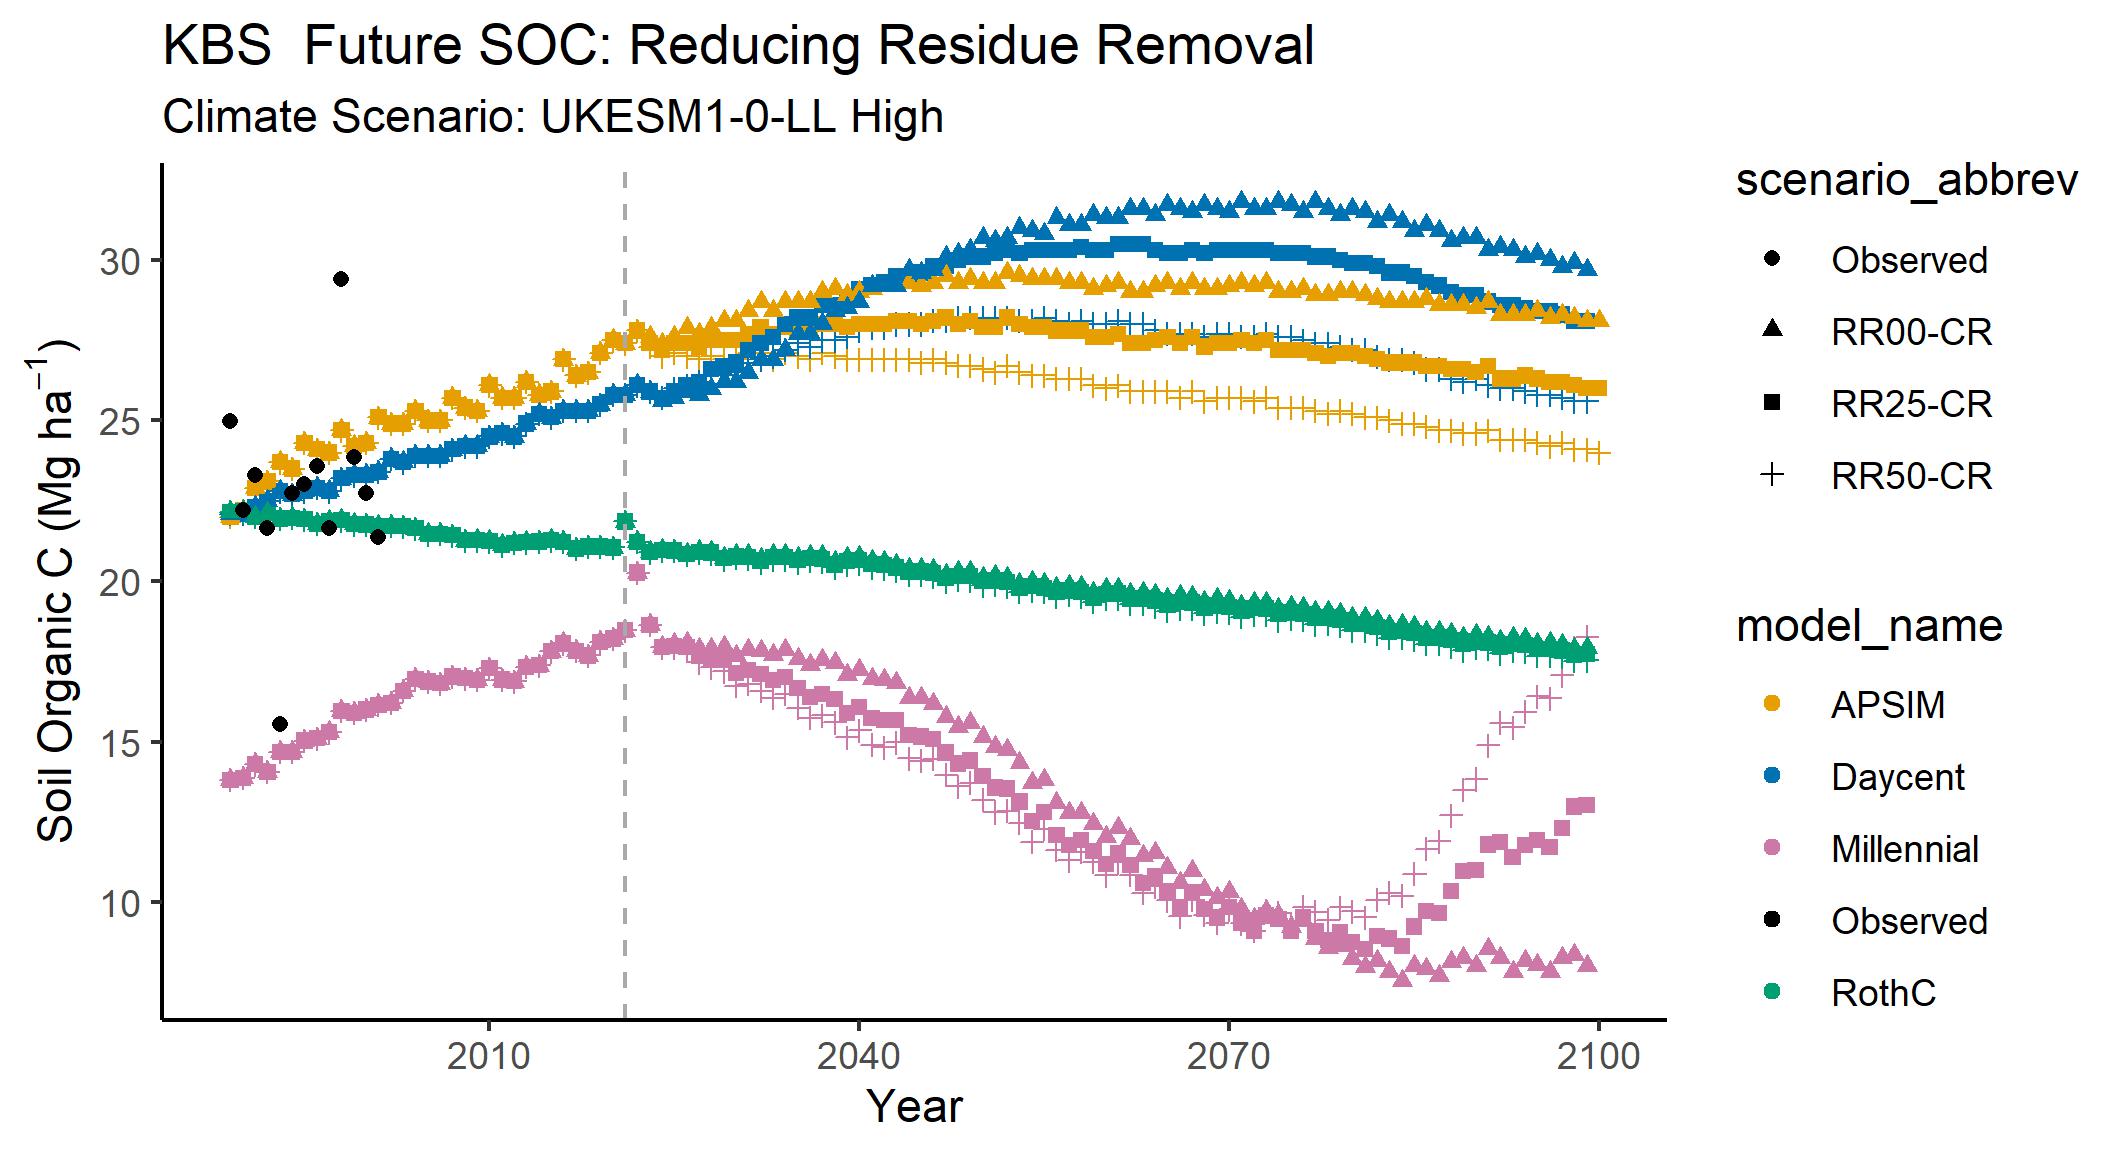 KBS  Future SOC: Reducing Residue Removal
Climate Scenario: UKESM1-0-LL High
Soil Organic C (Mg ha⁻¹)
30
25
20
15
10
2010
2040
2070
2100
Year
scenario_abbrev
Observed
RR00-CR
RR25-CR
RR50-CR
model_name
APSIM
Daycent
Millennial
Observed
RothC